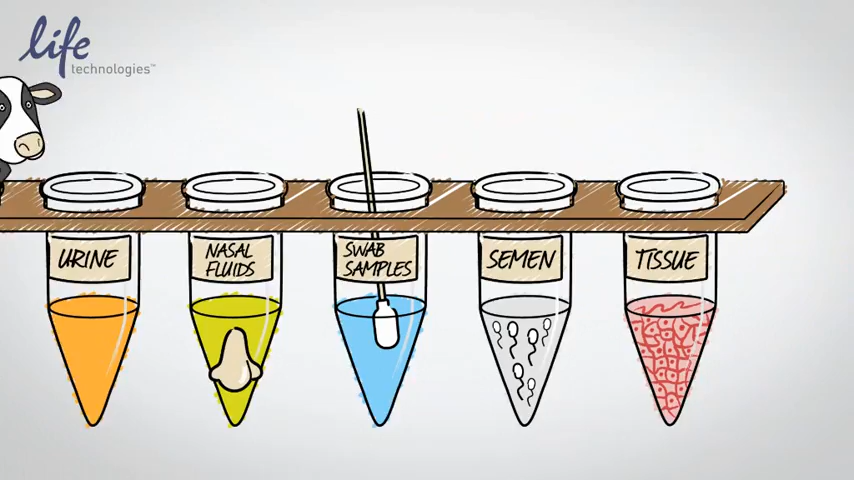 life
technologies™
URINE
NASAL
FLUIDS
SWAB
SAMPLES
SEMEN
TISSUE